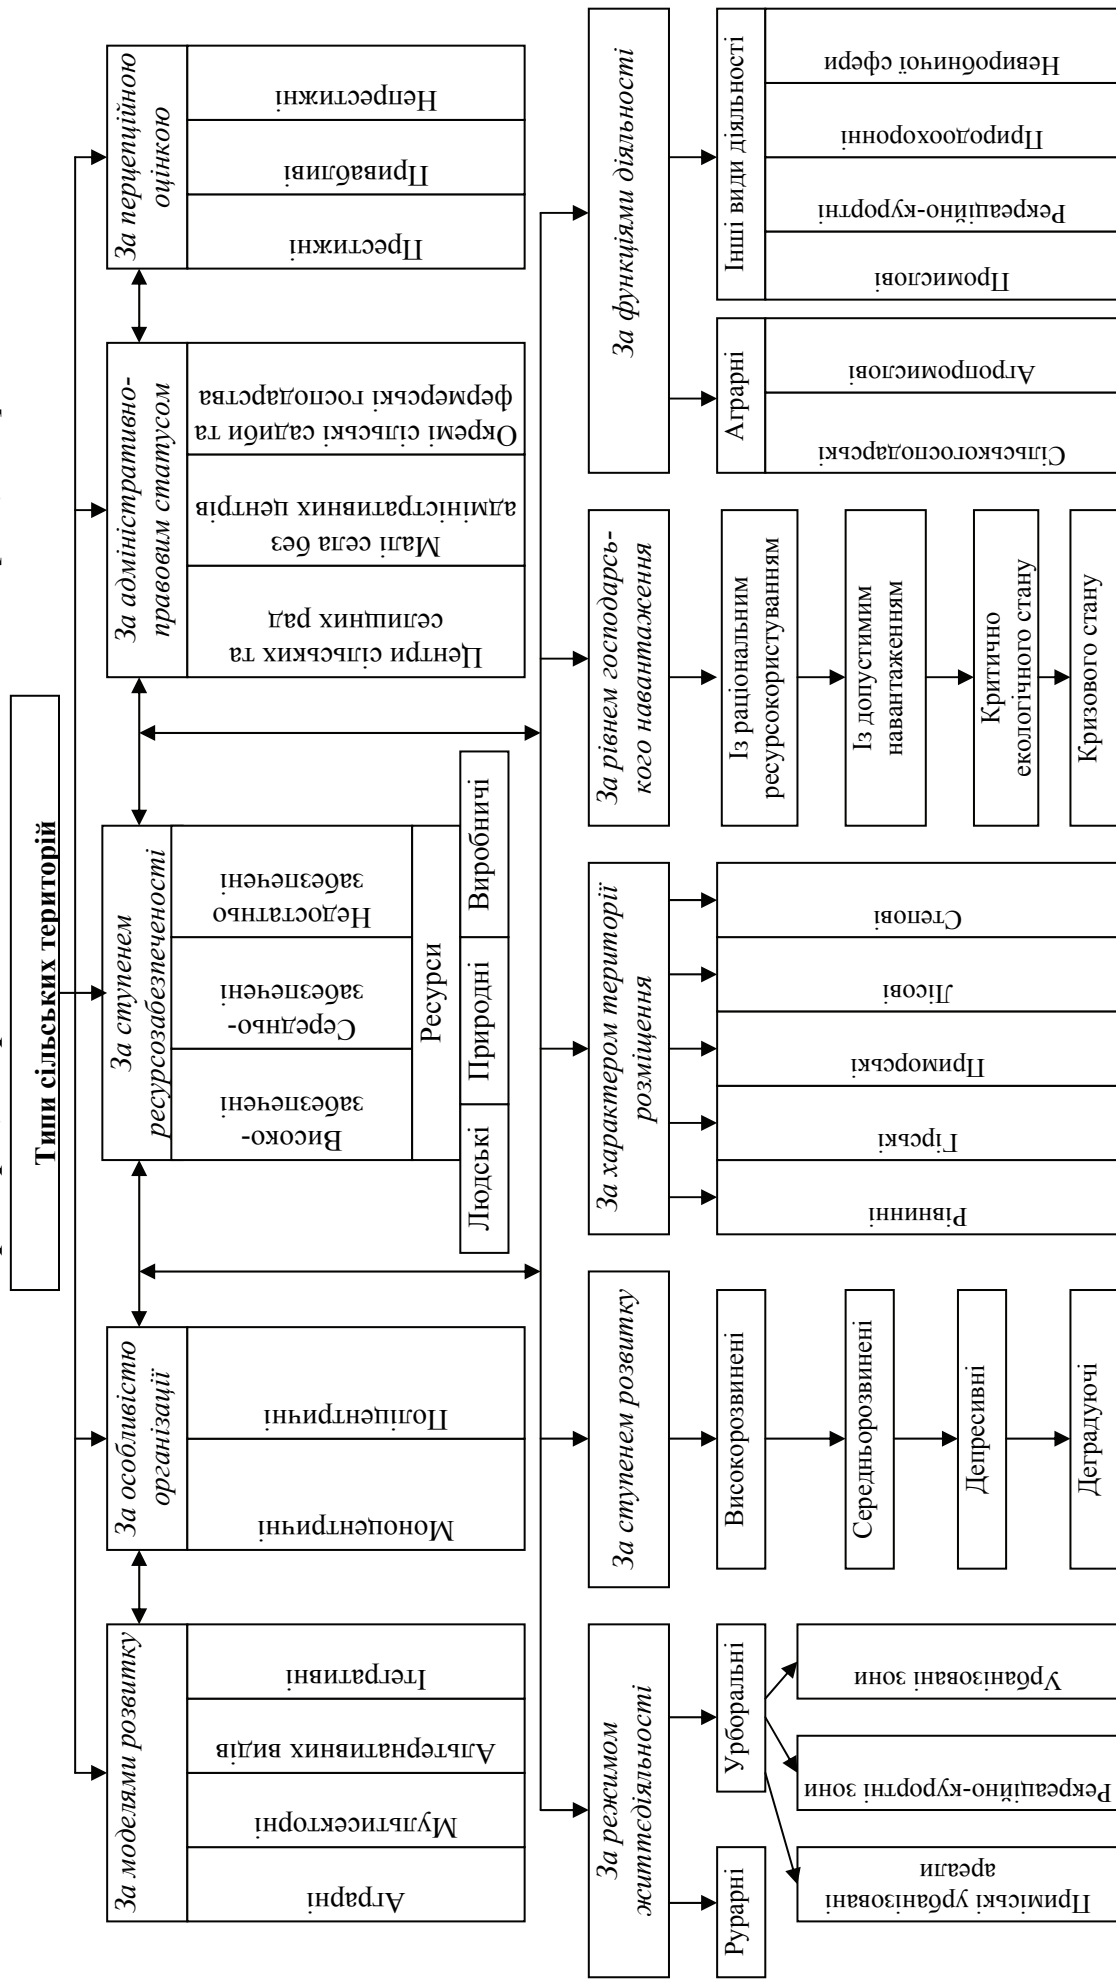 Типи сільських територій
За моделями розвитку
Аграрні
Мультисекторні
Альтернативних видів
Ітегративні
За особливістю
організації
Моноцентричні
Поліцентричні
За ступенем
ресурсозабезпеченості
Високо-
забезпечені
Середньо-
забезпечені
Недостатньо
забезпечені
Ресурси
Людські
Природні
Виробничі
За адміністративно-
правовим статусом
Центри сільських та
селищних рад
Малі села без
адміністративних центрів
Окремі сільські садиби та
фермерські господарства
За перцепційною
оцінкою
Престижні
Привабливі
Непрестижні
За режимом
життєдіяльності
Рурарні
Урборальні
Приміські урбанізовані
ареали
Рекреаційно-курортні зони
Урбанізовані зони
За ступенем розвитку
Високорозвинені
Середньорозвинені
Депресивні
Деградуючі
За характером території
розміщення
Рівнинні
Гірські
Приморські
Лісові
Степові
За рівнем господарсь-
кого навантаження
Із раціональним
ресурсокористуванням
Із допустимим
навантаженням
Критично
екологічного стану
Кризового стану
За функціями діяльності
Аграрні
Сільськогосподарські
Агропромислові
Інші види діяльності
Промислові
Рекреаційно-курортні
Природоохоронні
Невиробничої сфери